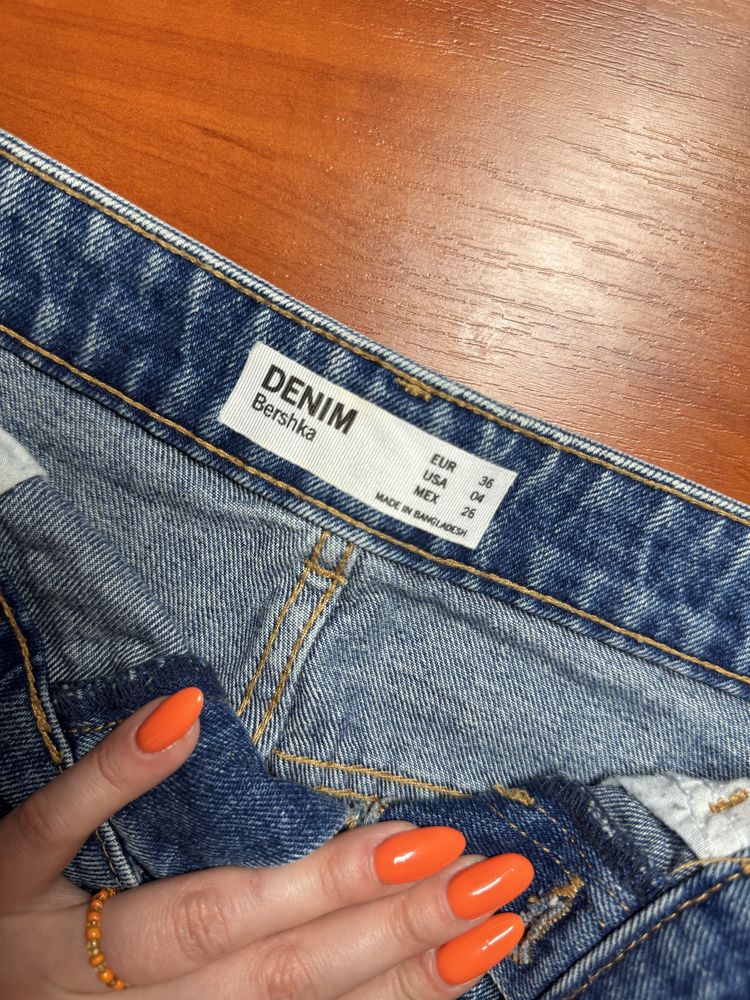 DENIM
Bershka
EUR 36
USA 04
MEX 26
MADE IN BANGLADESH